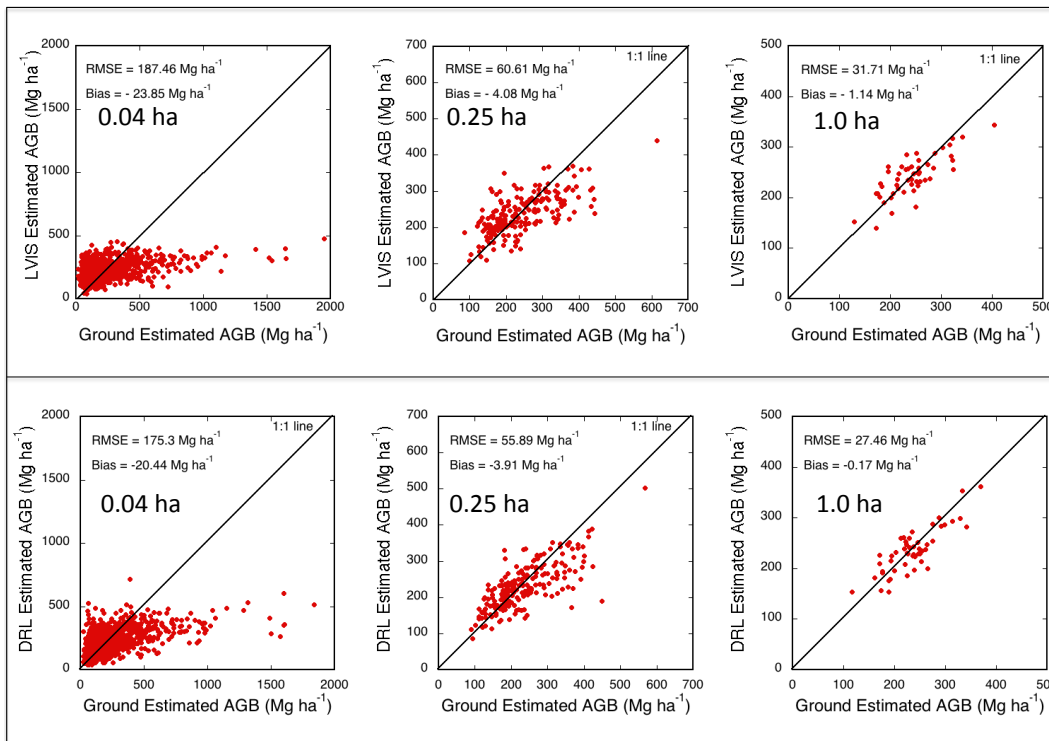 2000
1500
1000
500
0
0 500 1000 1500 2000
LVIS Estimated AGB (Mg ha⁻¹)
Ground Estimated AGB (Mg ha⁻¹)
RMSE = 187.46 Mg ha⁻¹
Bias = - 23.85 Mg ha⁻¹
0.04 ha
700
600
500
400
300
200
100
0
0 100 200 300 400 500 600 700
LVIS Estimated AGB (Mg ha⁻¹)
Ground Estimated AGB (Mg ha⁻¹)
1:1 line
RMSE = 60.61 Mg ha⁻¹
Bias = - 4.08 Mg ha⁻¹
0.25 ha
500
400
300
200
100
0
0 100 200 300 400 500
LVIS Estimated AGB (Mg ha⁻¹)
Ground Estimated AGB (Mg ha⁻¹)
1:1 line
RMSE = 31.71 Mg ha⁻¹
Bias = - 1.14 Mg ha⁻¹
1.0 ha
2000
1500
1000
500
0
0 500 1000 1500 2000
DRL Estimated AGB (Mg ha⁻¹)
Ground Estimated AGB (Mg ha⁻¹)
1:1 line
RMSE = 175.3 Mg ha⁻¹
Bias = -20.44 Mg ha⁻¹
0.04 ha
700
600
500
400
300
200
100
0
0 100 200 300 400 500 600 700
DRL Estimated AGB (Mg ha⁻¹)
Ground Estimated AGB (Mg ha⁻¹)
1:1 line
RMSE = 55.89 Mg ha⁻¹
Bias = -3.91 Mg ha⁻¹
0.25 ha
500
400
300
200
100
0
0 100 200 300 400 500
DRL Estimated AGB (Mg ha⁻¹)
Ground Estimated AGB (Mg ha⁻¹)
1:1 line
RMSE = 27.46 Mg ha⁻¹
Bias = -0.17 Mg ha⁻¹
1.0 ha